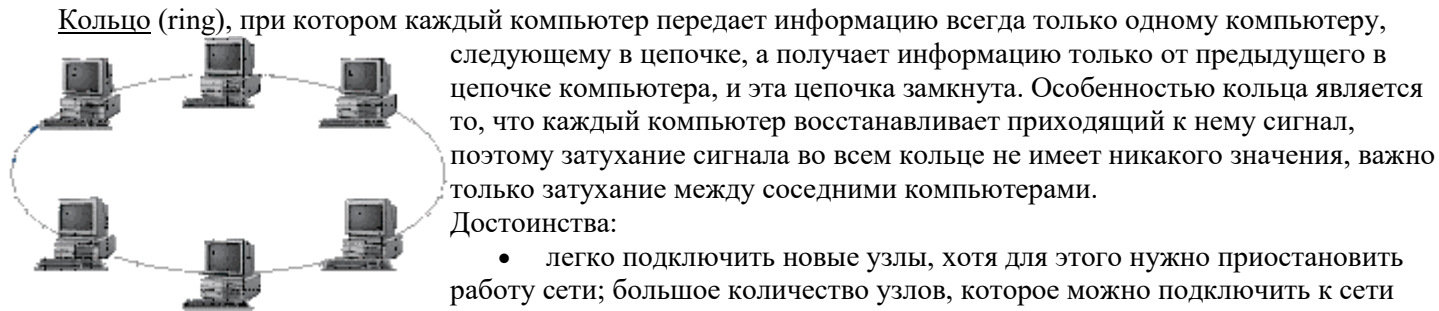 Кольцо (ring), при котором каждый компьютер передает информацию всегда только одному компьютеру,
следующему в цепочке, а получает информацию только от предыдущего в
цепочке компьютера, и эта цепочка замкнута. Особенностью кольца является
то, что каждый компьютер восстанавливает приходящий к нему сигнал,
поэтому затухание сигнала во всем кольце не имеет никакого значения, важно
только затухание между соседними компьютерами.
Достоинства:
• легко подключить новые узлы, хотя для этого нужно приостановить
работу сети; большое количество узлов, которое можно подключить к сети